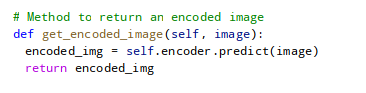 # Method to return an encoded image
def get_encoded_image(self, image):
  encoded_img = self.encoder.predict(image)
  return encoded_img